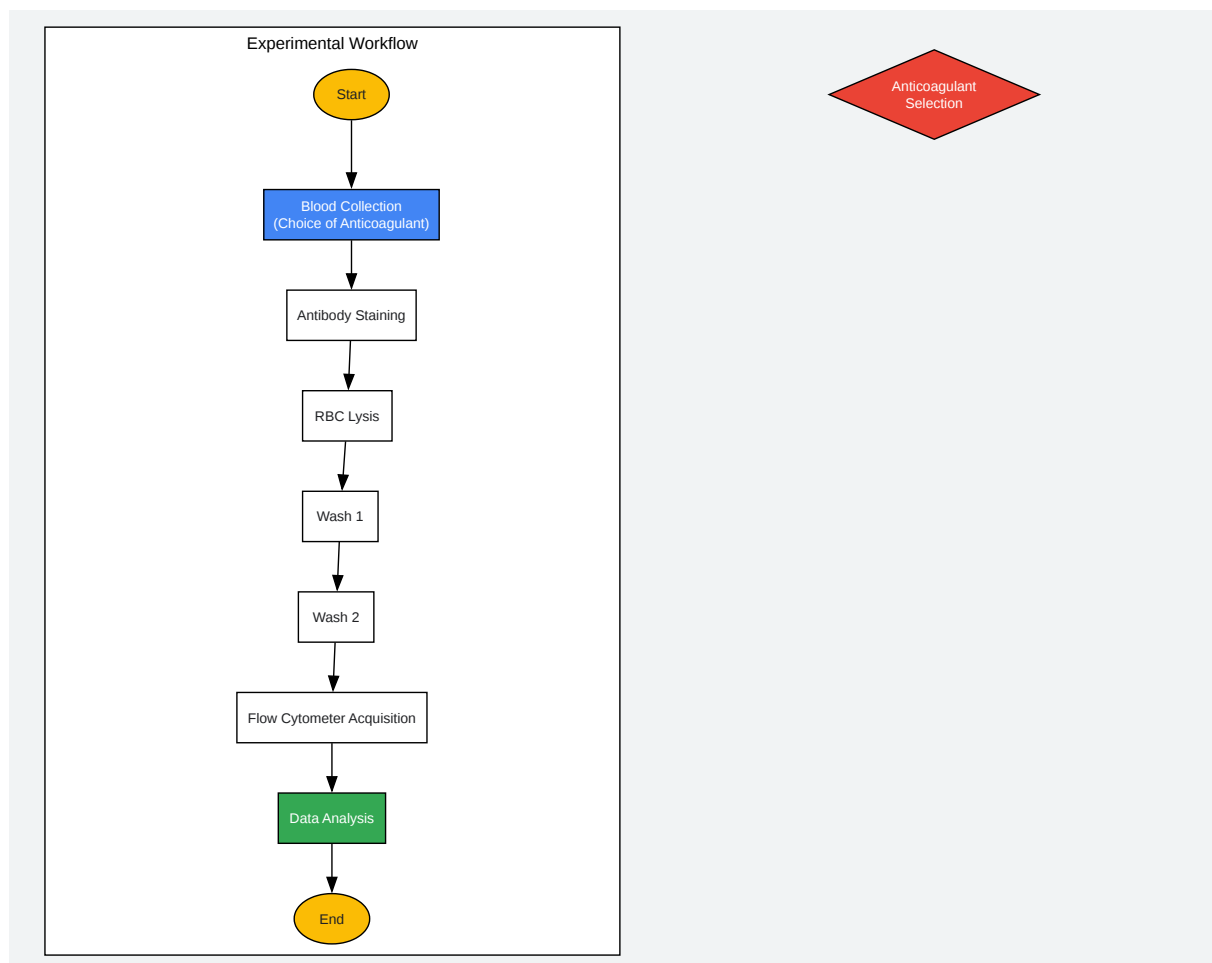 Experimental Workflow
Start
Blood Collection
(Choice of Anticoagulant)
Antibody Staining
RBC Lysis
Wash 1
Wash 2
Flow Cytometer Acquisition
Data Analysis
End
Anticoagulant
Selection